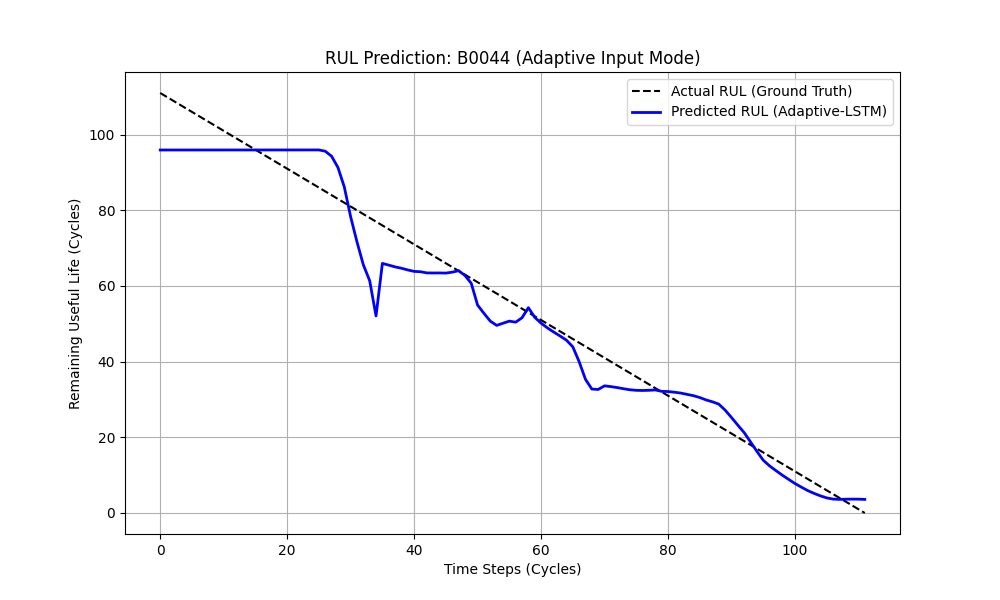 RUL Prediction: B0044 (Adaptive Input Mode)
Actual RUL (Ground Truth)
Predicted RUL (Adaptive-LSTM)
Remaining Useful Life (Cycles)
100
80
60
40
20
0
0 20 40 60 80 100
Time Steps (Cycles)